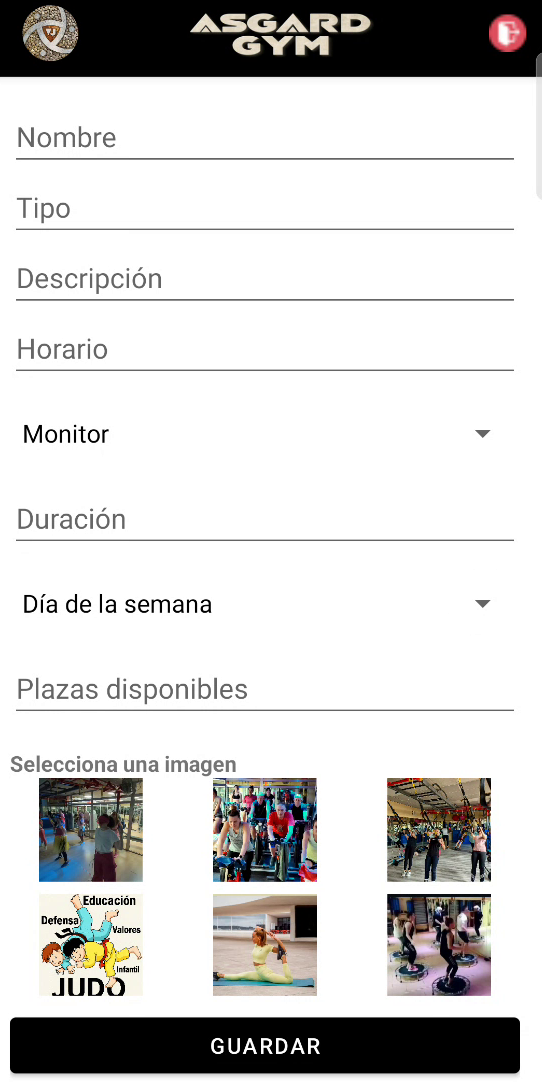 VJ
ASGARD
GYM
Nombre
Tipo
Descripción
Horario
Monitor
Duración
Día de la semana
Plazas disponibles
Selecciona una imagen
Educación
Defensa
Valores
Infantil
JUDO
GUARDAR